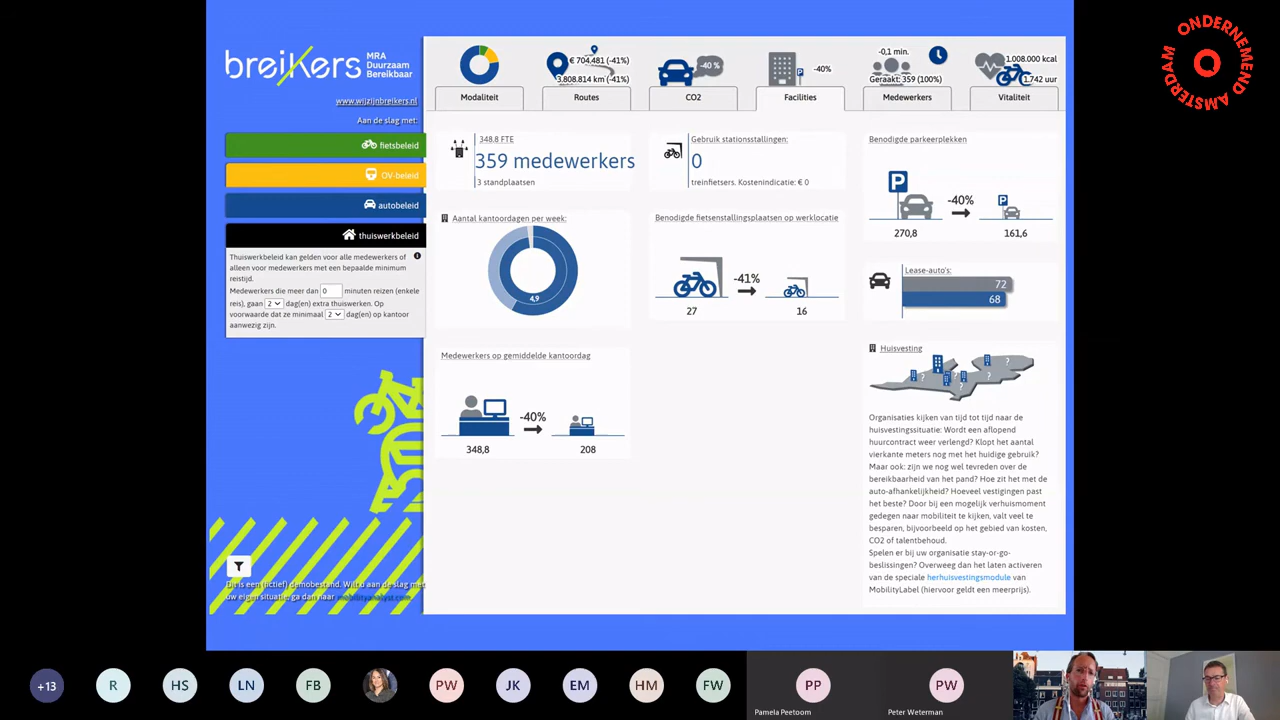 breikers
MRA
Duurzaam
Bereikbaar
www.wijzijnbreikers.nl
Aan de slag met:
fietsbeleid
OV-beleid
autobeleid
thuiswerkbeleid
Thuiswerkbeleid kan gelden voor alle medewerkers of
alleen voor medewerkers met een bepaalde minimum
reistijd.
Medewerkers die meer dan 0 minuten reizen (enkele
reis), gaan 2 dag(en) extra thuiswerken. Op
voorwaarde dat ze minimaal 2 dag(en) op kantoor
aanwezig zijn.
Dit is een (fictief) demobestand. Wilt u aan de slag met
uw eigen situatie, ga dan naar mobilityanalyst.com
€ 704.481 (-41%)
3.808.814 km (-41%)
-40 %
P
-40%
-0,1 min.
Geraakt: 359 (100%)
1.008.000 kcal
1.742 uur
Modaliteit
Routes
CO2
Facilities
Medewerkers
Vitaliteit
348,8 FTE
359 medewerkers
3 standplaatsen
Gebruik stationsstallingen:
0
treinfietsers. Kostenindicatie: € 0
Benodigde parkeerplekken
P
-40%
P
270,8
161,6
Aantal kantoordagen per week:
4,9
Benodigde fietsenstallingsplaatsen op werklocatie
-41%
27
16
Lease-auto's:
72
68
Medewerkers op gemiddelde kantoordag
-40%
348,8
208
Huisvesting
? ? ? ? ?
Organisaties kijken van tijd tot tijd naar de
huisvestingssituatie: Wordt een aflopend
huurcontract weer verlengd? Klopt het aantal
vierkante meters nog met het huidige gebruik?
Maar ook: zijn we nog wel tevreden over de
bereikbaarheid van het pand? Hoe zit het met de
auto-afhankelijkheid? Hoeveel vestigingen past
het beste? Door bij een mogelijk verhuismoment
gedegen naar mobiliteit te kijken, valt veel te
besparen, bijvoorbeeld op het gebied van kosten,
CO2 of talentbehoud.
Spelen er bij uw organisatie stay-or-go-
beslissingen? Overweeg dan het laten activeren
van de speciale herhuisvestingsmodule van
MobilityLabel (hiervoor geldt een meerprijs).
ONDERNEMEND AMSTERDAM
+13
R
HS
LN
FB
PW
JK
EM
HM
FW
PP
PW
Pamela Peetoom
Peter Weterman